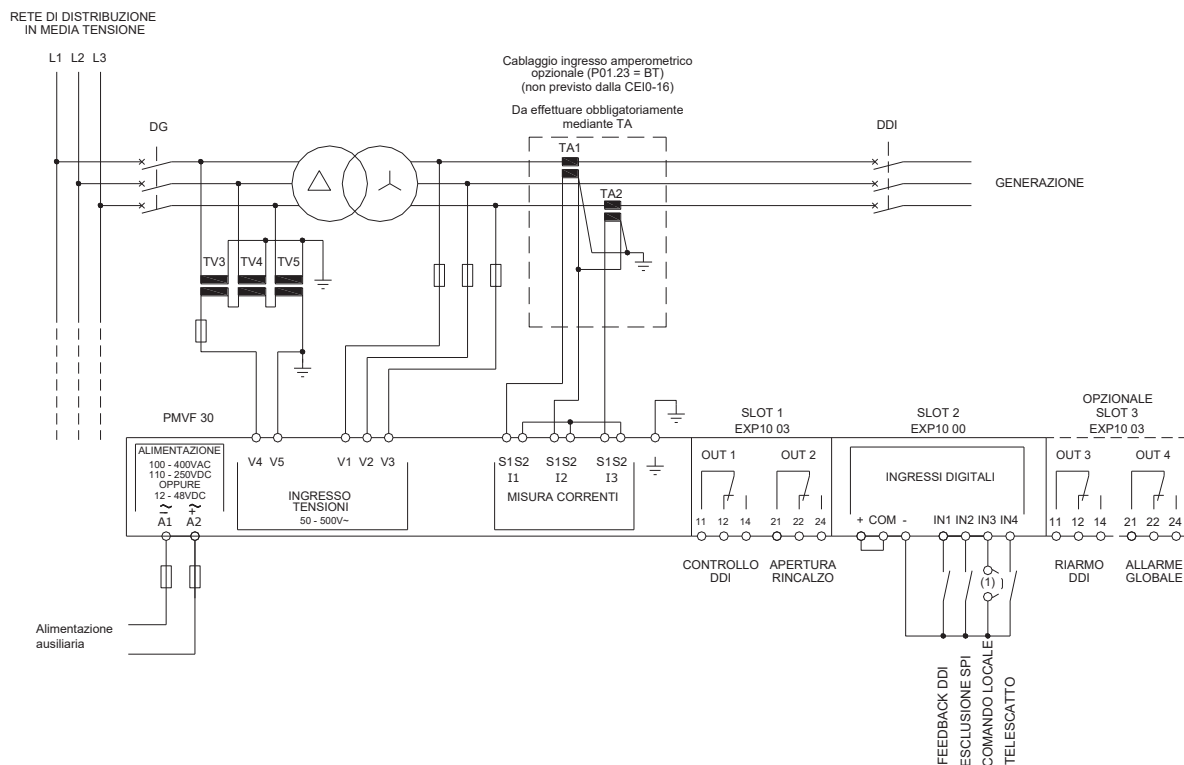 RETE DI DISTRIBUZIONE
IN MEDIA TENSIONE
L1 L2 L3
DG
Cablaggio ingresso amperometrico
opzionale (P01.23 = BT)
(non previsto dalla CEI0-16)
Da effettuare obbligatoriamente
mediante TA
DDI
TA1
TA2
GENERAZIONE
TV3 TV4 TV5
PMVF 30
ALIMENTAZIONE
100 - 400VAC
110 - 250VDC
OPPURE
12 - 48VDC
~ ~
- +
A1 A2
V4 V5 V1 V2 V3
INGRESSO
TENSIONI
50 - 500V~
S1S2 S1S2 S1S2
I1 I2 I3
MISURA CORRENTI
SLOT 1
EXP10 03
OUT 1 OUT 2
11 12 14 21 22 24
CONTROLLO
DDI
APERTURA
RINCALZO
SLOT 2
EXP10 00
INGRESSI DIGITALI
+ COM - IN1 IN2 IN3 IN4
(1)
FEEDBACK DDI
ESCLUSIONE SPI
COMANDO LOCALE
TELESCATTO
OPZIONALE
SLOT 3
EXP10 03
OUT 3 OUT 4
11 12 14 21 22 24
RIARMO
DDI
ALLARME
GLOBALE
Alimentazione
ausiliaria